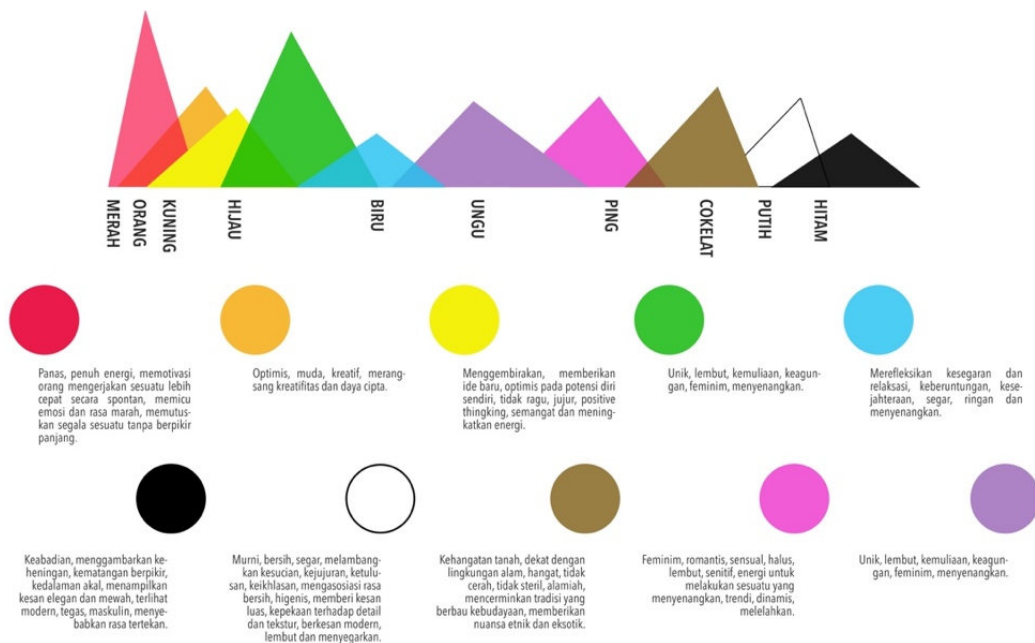 MERAH
ORANG
KUNING
HIJAU
BIRU
UNGU
PING
COKELAT
PUTIH
HITAM
Panas, penuh energi, memotivasi
orang mengerjakan sesuatu lebih
cepat secara spontan, memicu
emosi dan rasa marah, memutus-
kan segala sesuatu tanpa berpikir
panjang.
Optimis, muda, kreatif, merang-
sang kreatifitas dan daya cipta.
Menggembirakan, memberikan
ide baru, optimis pada potensi diri
sendiri, tidak ragu, jujur, positive
thingking, semangat dan mening-
katkan energi.
Unik, lembut, kemuliaan, keagun-
gan, feminim, menyenangkan.
Merefleksikan kesegaran dan
relaksasi, keberuntungan, kese-
jahteraan, segar, ringan dan
menyenangkan.
Keabadian, menggambarkan ke-
heningan, kematangan berpikir,
kedalaman akal, menampilkan
kesan elegan dan mewah, terlihat
modern, tegas, maskulin, menye-
babkan rasa tertekan.
Murni, bersih, segar, melambang-
kan kesucian, kejujuran, ketulu-
san, keikhlasan, mengasosiasi rasa
bersih, higenis, memberi kesan
luas, kepekaan terhadap detail
dan tekstur, berkesan modern,
lembut dan menyegarkan.
Kehangatan tanah, dekat dengan
lingkungan alam, hangat, tidak
cerah, tidak steril, alamiah,
mencerminkan tradisi yang
berbau kebudayaan, memberikan
nuansa etnik dan eksotik.
Feminim, romantis, sensual, halus,
lembut, senitif, energi untuk
melakukan sesuatu yang
menyenangkan, trendi, dinamis,
melelahkan.
Unik, lembut, kemuliaan, keagun-
gan, feminim, menyenangkan.